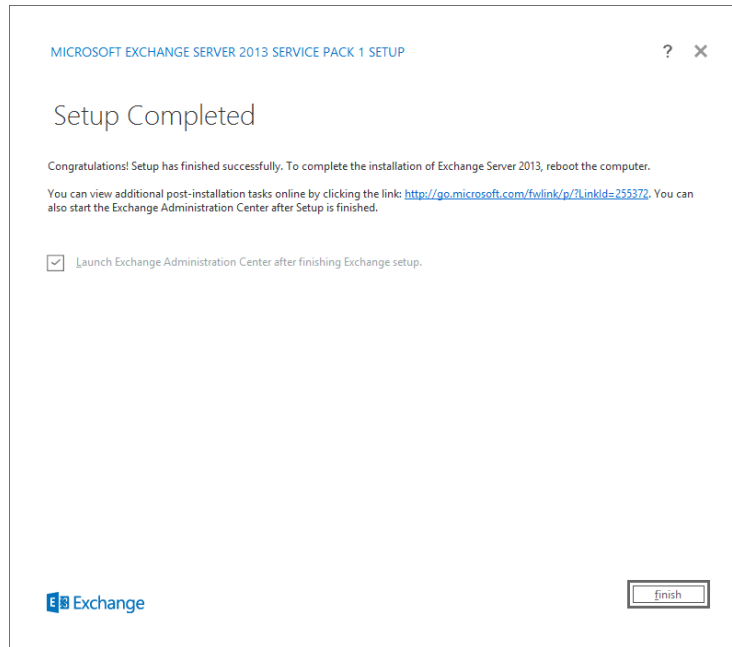 MICROSOFT EXCHANGE SERVER 2013 SERVICE PACK 1 SETUP
? ✕
Setup Completed
Congratulations! Setup has finished successfully. To complete the installation of Exchange Server 2013, reboot the computer.
You can view additional post-installation tasks online by clicking the link: http://go.microsoft.com/fwlink/p/?LinkId=255372. You can
also start the Exchange Administration Center after Setup is finished.
Launch Exchange Administration Center after finishing Exchange setup.
E Exchange
finish